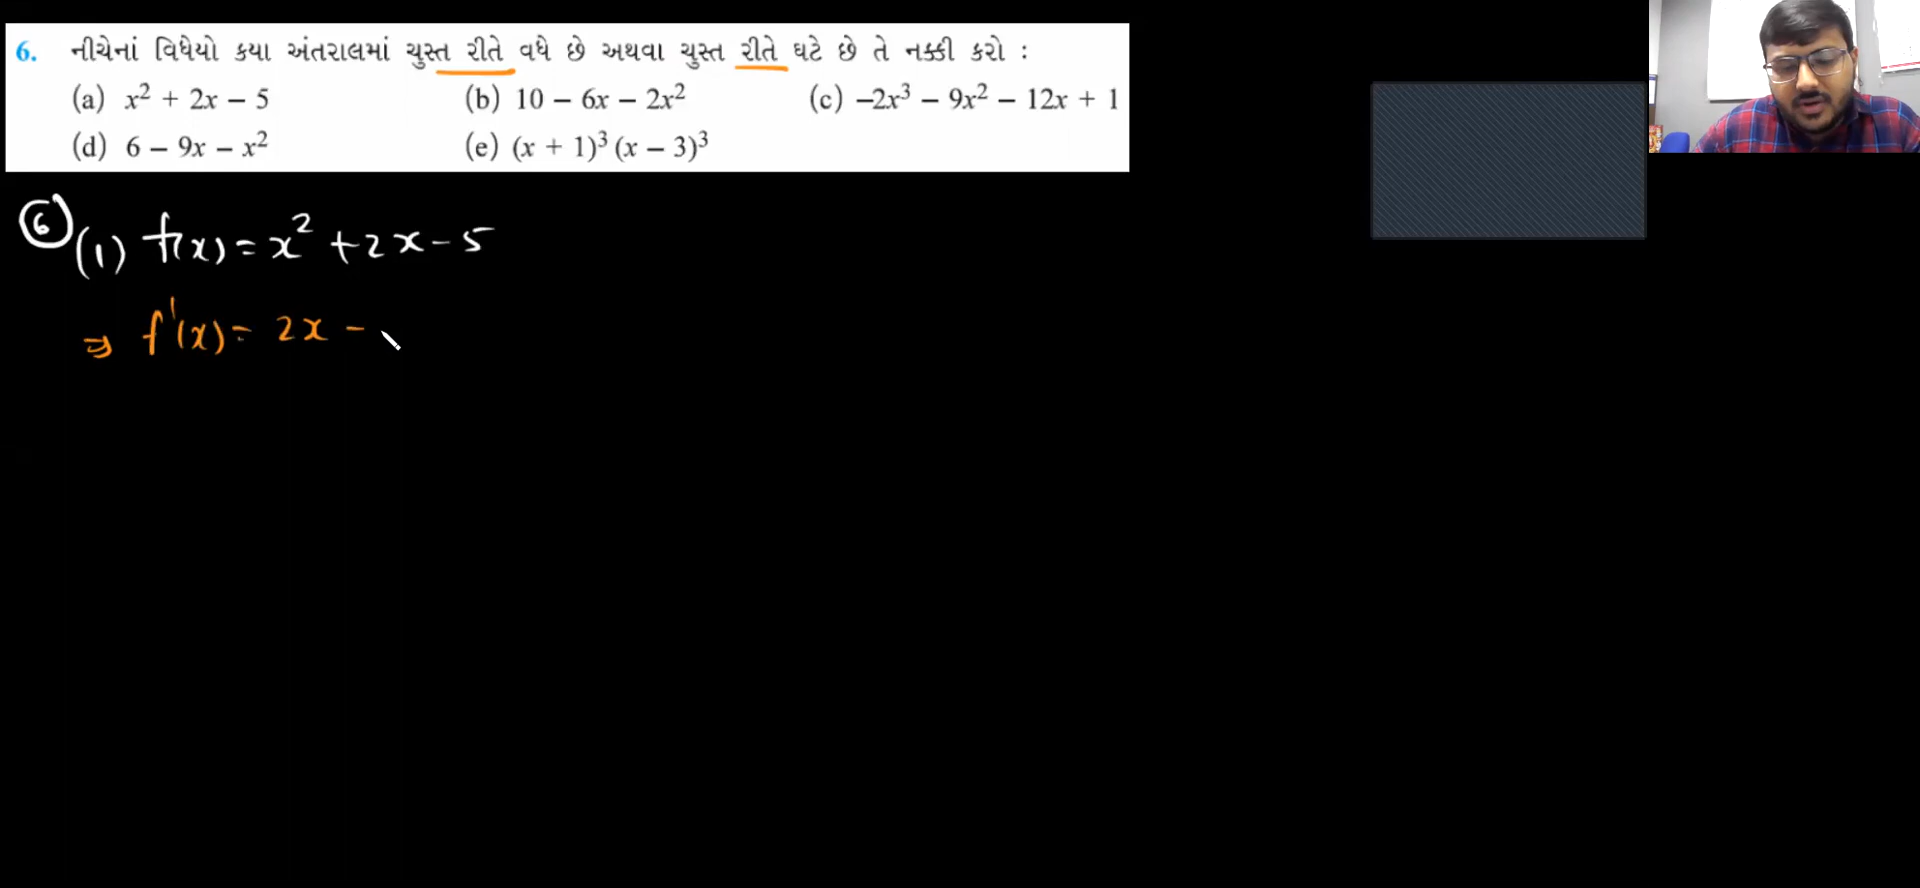 6. નીચેનાં વિધેયો કયા અંતરાલમાં ચુસ્ત રીતે વધે છે અથવા ચુસ્ત રીતે ઘટે છે તે નક્કી કરો :
(a) x² + 2x – 5 (b) 10 – 6x – 2x² (c) –2x³ – 9x² – 12x + 1
(d) 6 – 9x – x² (e) (x + 1)³ (x – 3)³
⑥ (1) f(x) = x² + 2x – 5
⇒ f'(x) = 2x –